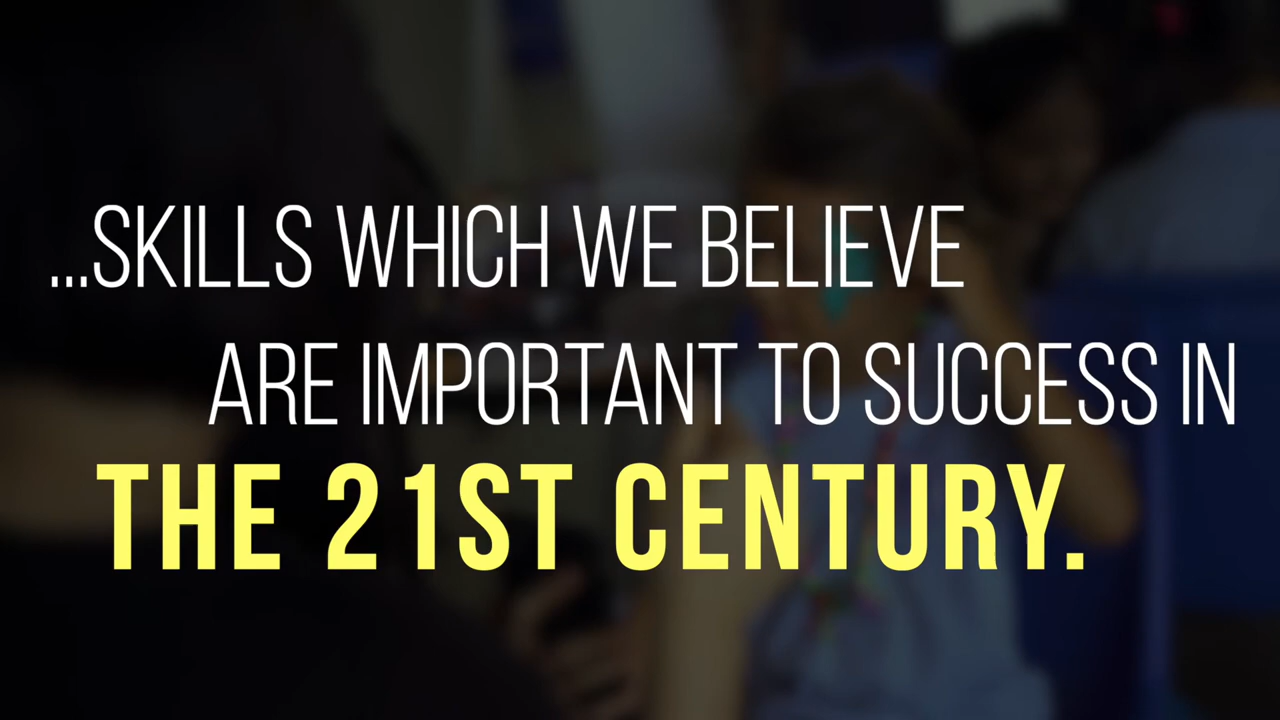 ...SKILLS WHICH WE BELIEVE
ARE IMPORTANT TO SUCCESS IN
THE 21ST CENTURY.